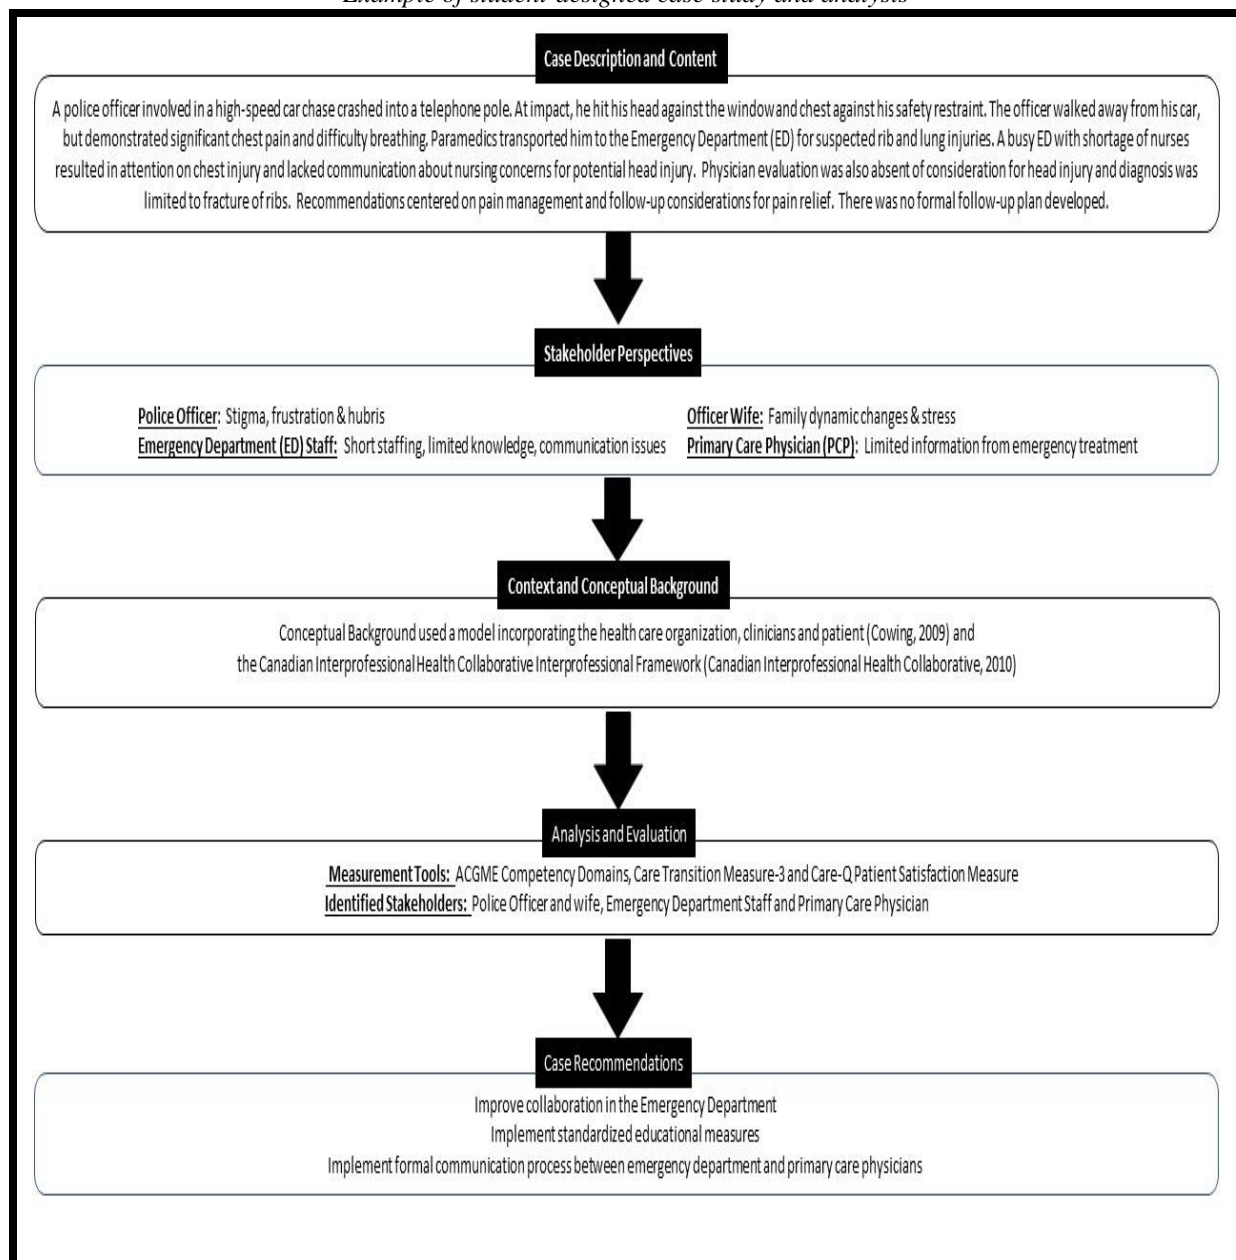 Example of student-designed case study and analysis
Case Description and Content
A police officer involved in a high-speed car chase crashed into a telephone pole. At impact, he hit his head against the window and chest against his safety restraint. The officer walked away from his car,
but demonstrated significant chest pain and difficulty breathing. Paramedics transported him to the Emergency Department (ED) for suspected rib and lung injuries. A busy ED with shortage of nurses
resulted in attention on chest injury and lacked communication about nursing concerns for potential head injury. Physician evaluation was also absent of consideration for head injury and diagnosis was
limited to fracture of ribs. Recommendations centered on pain management and follow-up considerations for pain relief. There was no formal follow-up plan developed.
Stakeholder Perspectives
Police Officer: Stigma, frustration & hubris
Officer Wife: Family dynamic changes & stress
Emergency Department (ED) Staff: Short staffing, limited knowledge, communication issues
Primary Care Physician (PCP): Limited information from emergency treatment
Context and Conceptual Background
Conceptual Background used a model incorporating the health care organization, clinicians and patient (Cowing, 2009) and
the Canadian Interprofessional Health Collaborative Interprofessional Framework (Canadian Interprofessional Health Collaborative, 2010)
Analysis and Evaluation
Measurement Tools: ACGME Competency Domains, Care Transition Measure-3 and Care-Q Patient Satisfaction Measure
Identified Stakeholders: Police Officer and wife, Emergency Department Staff and Primary Care Physician
Case Recommendations
Improve collaboration in the Emergency Department
Implement standardized educational measures
Implement formal communication process between emergency department and primary care physicians